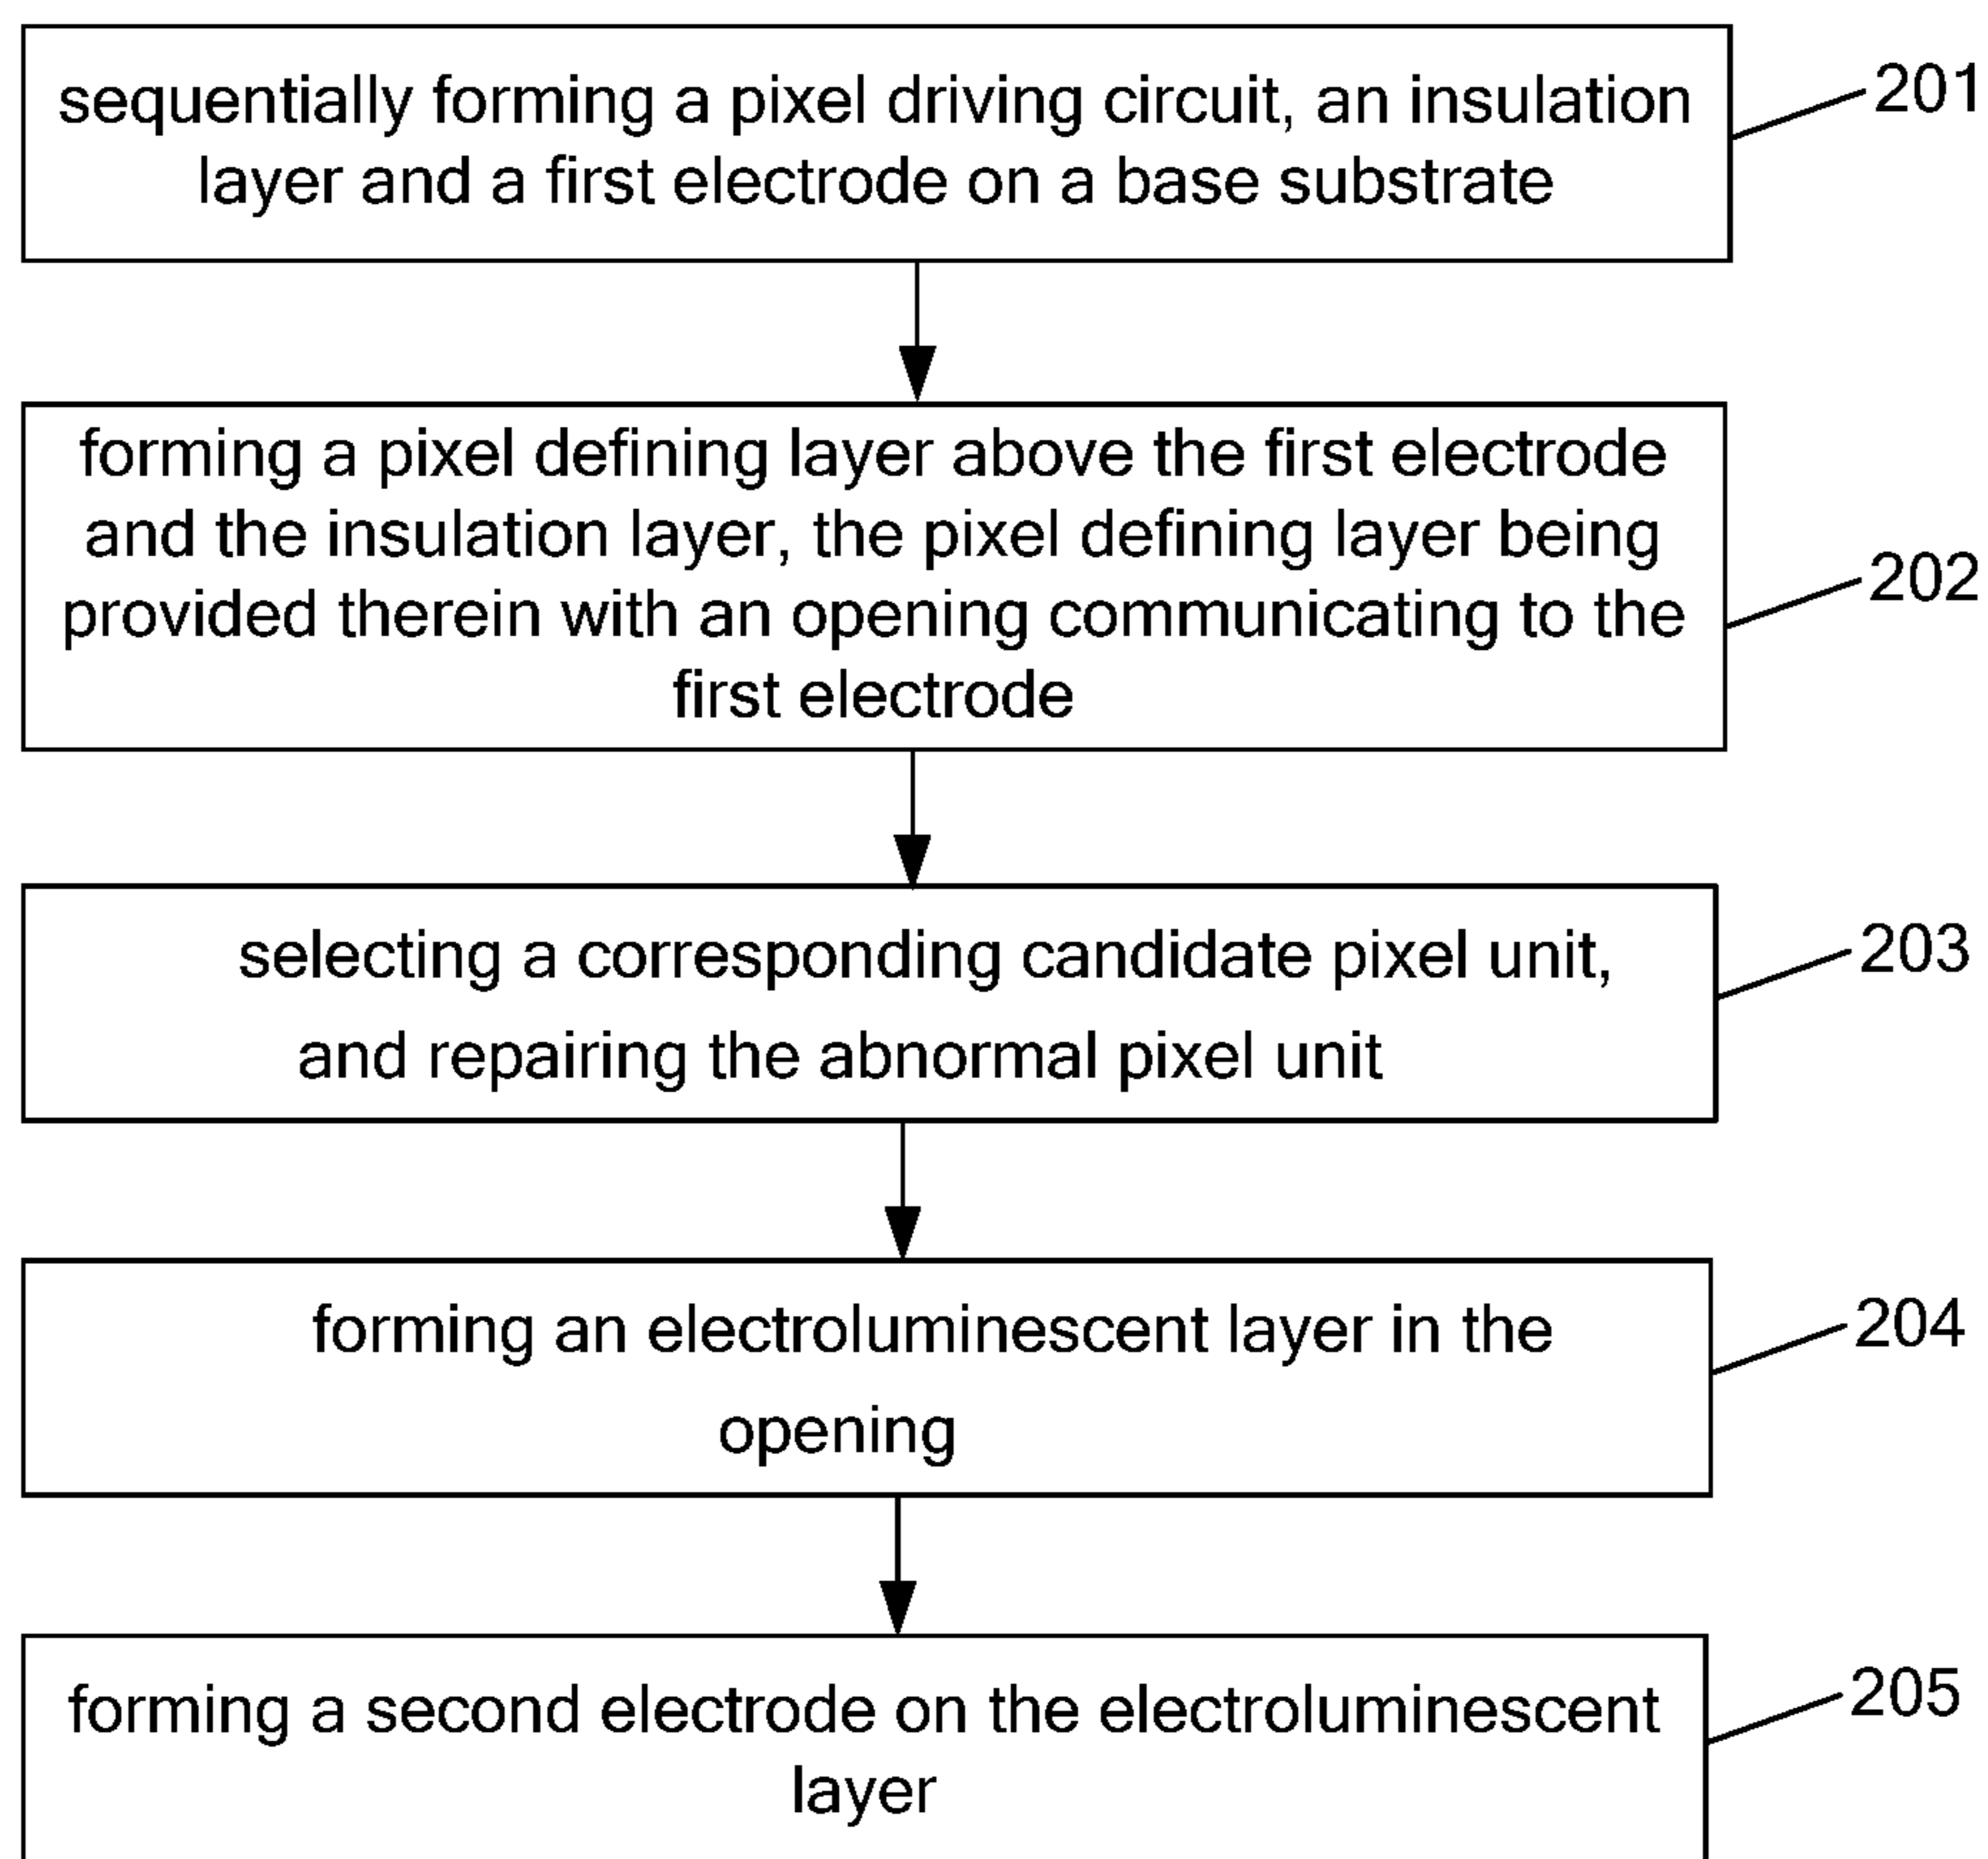 sequentially forming a pixel driving circuit, an insulation
layer and a first electrode on a base substrate
201
forming a pixel defining layer above the first electrode
and the insulation layer, the pixel defining layer being
provided therein with an opening communicating to the
first electrode
202
selecting a corresponding candidate pixel unit,
and repairing the abnormal pixel unit
203
forming an electroluminescent layer in the
opening
204
forming a second electrode on the electroluminescent
layer
205